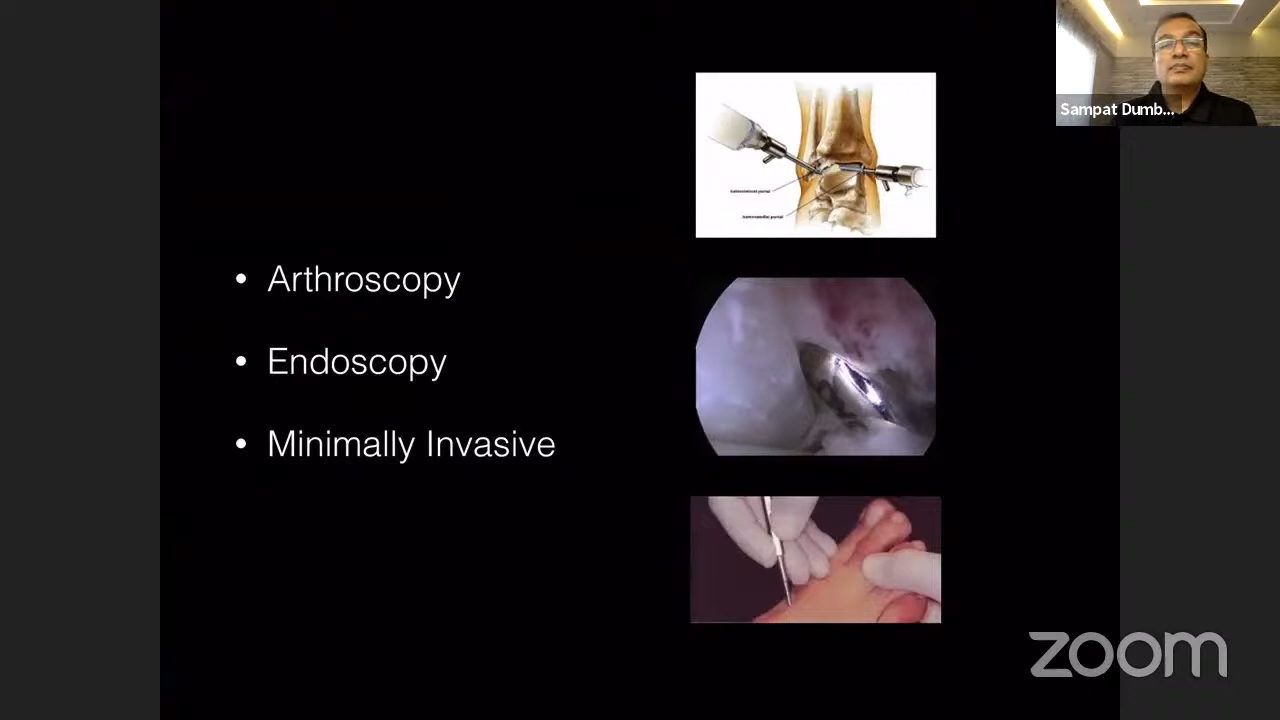 Sampat Dumb...
• Arthroscopy
• Endoscopy
• Minimally Invasive
zoom